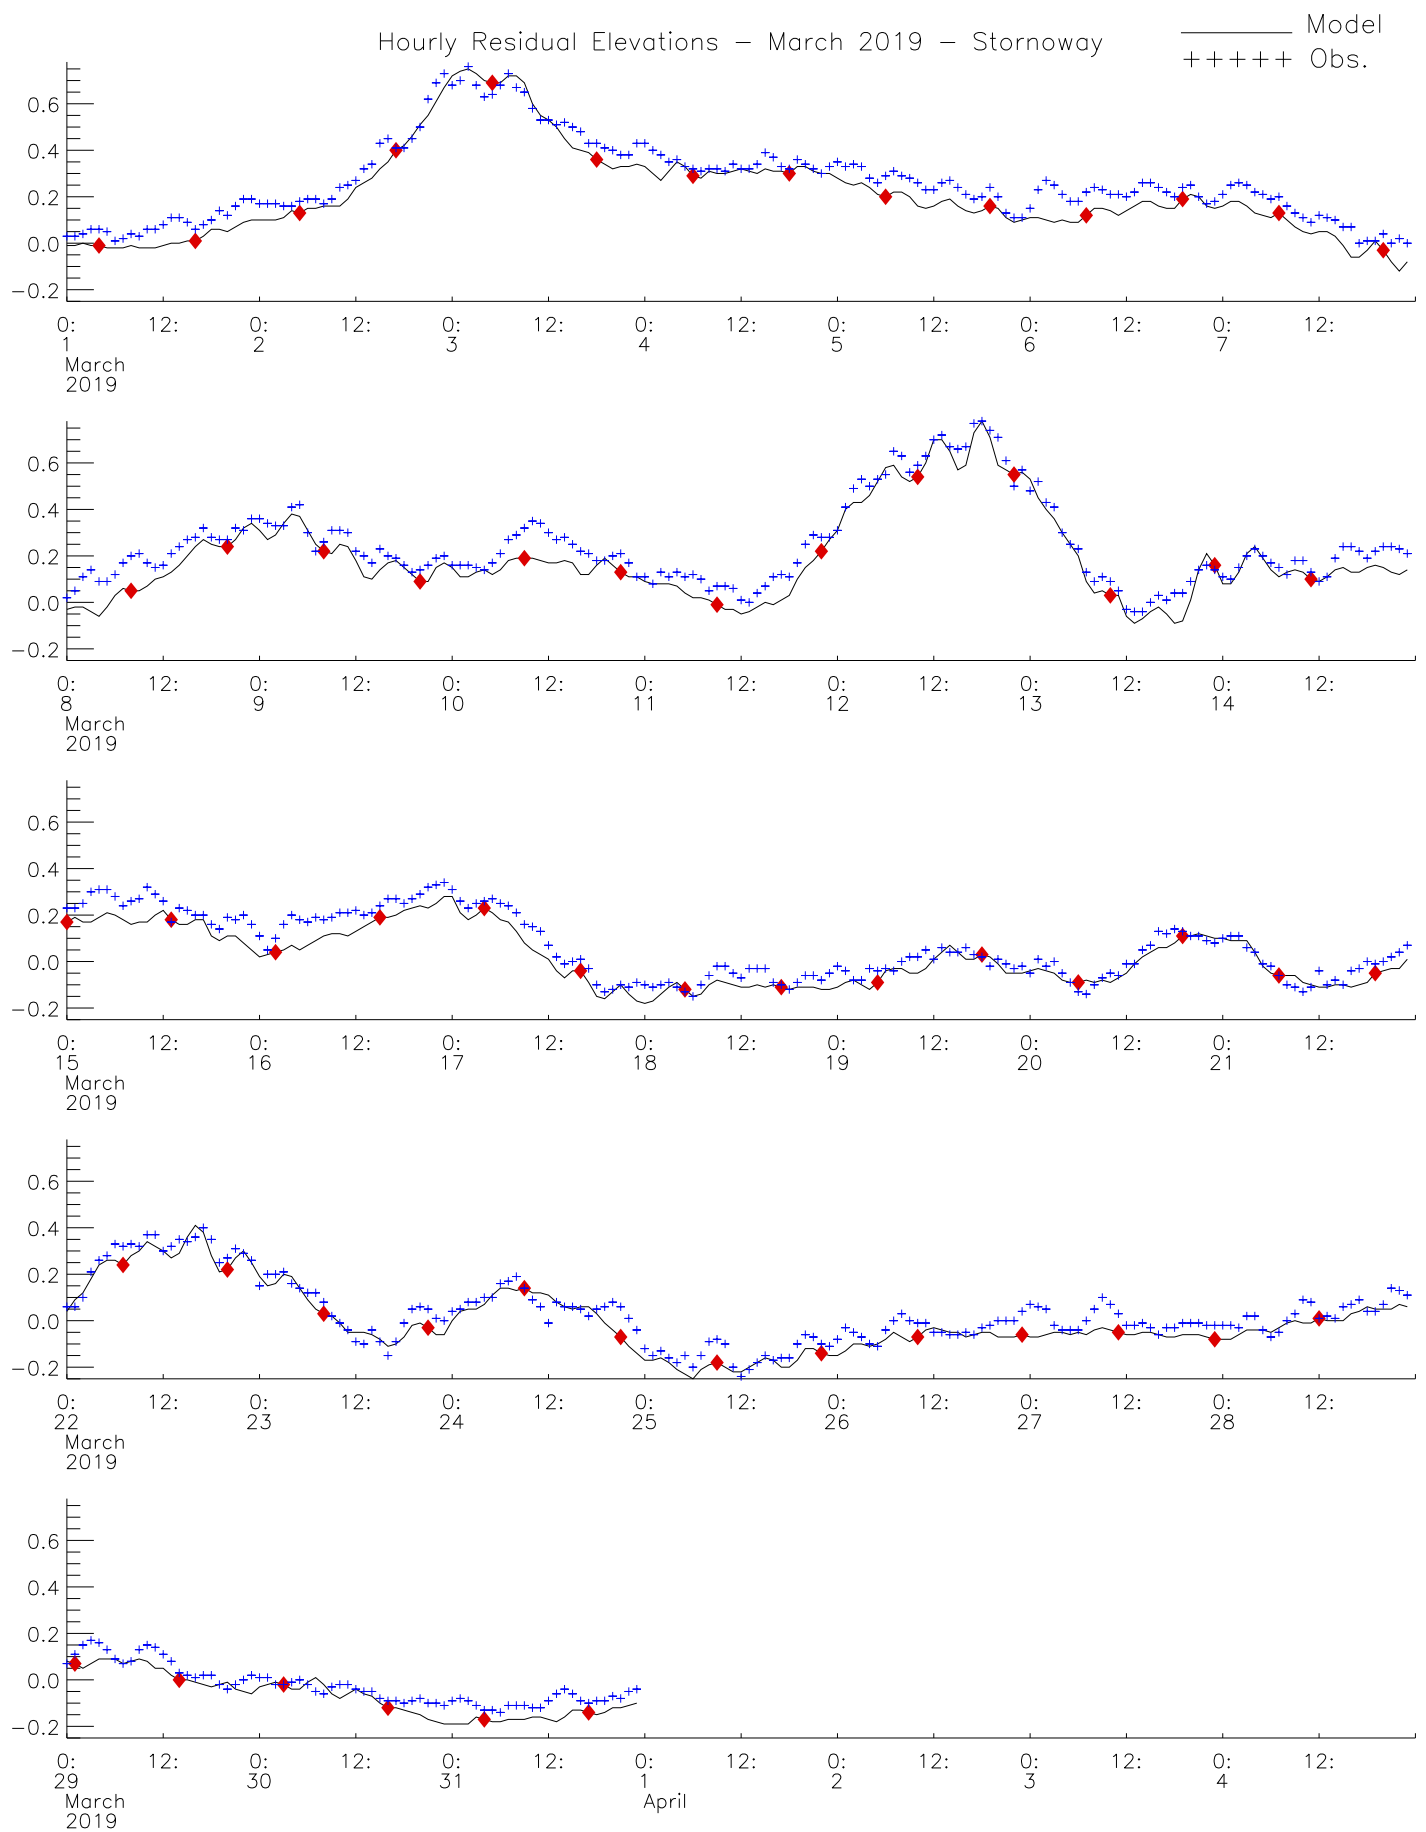 Hourly Residual Elevations − March 2019 − Stornoway
Model
+++++ Obs.
0.6
0.4
0.2
0.0
−0.2
0: 12: 0: 12: 0: 12: 0: 12: 0: 12: 0: 12: 0: 12:
1 2 3 4 5 6 7
March
2019
0.6
0.4
0.2
0.0
−0.2
0: 12: 0: 12: 0: 12: 0: 12: 0: 12: 0: 12: 0: 12:
8 9 10 11 12 13 14
March
2019
0.6
0.4
0.2
0.0
−0.2
0: 12: 0: 12: 0: 12: 0: 12: 0: 12: 0: 12: 0: 12:
15 16 17 18 19 20 21
March
2019
0.6
0.4
0.2
0.0
−0.2
0: 12: 0: 12: 0: 12: 0: 12: 0: 12: 0: 12: 0: 12:
22 23 24 25 26 27 28
March
2019
0.6
0.4
0.2
0.0
−0.2
0: 12: 0: 12: 0: 12: 0: 12: 0: 12: 0: 12: 0: 12:
29 30 31 1 2 3 4
March April
2019